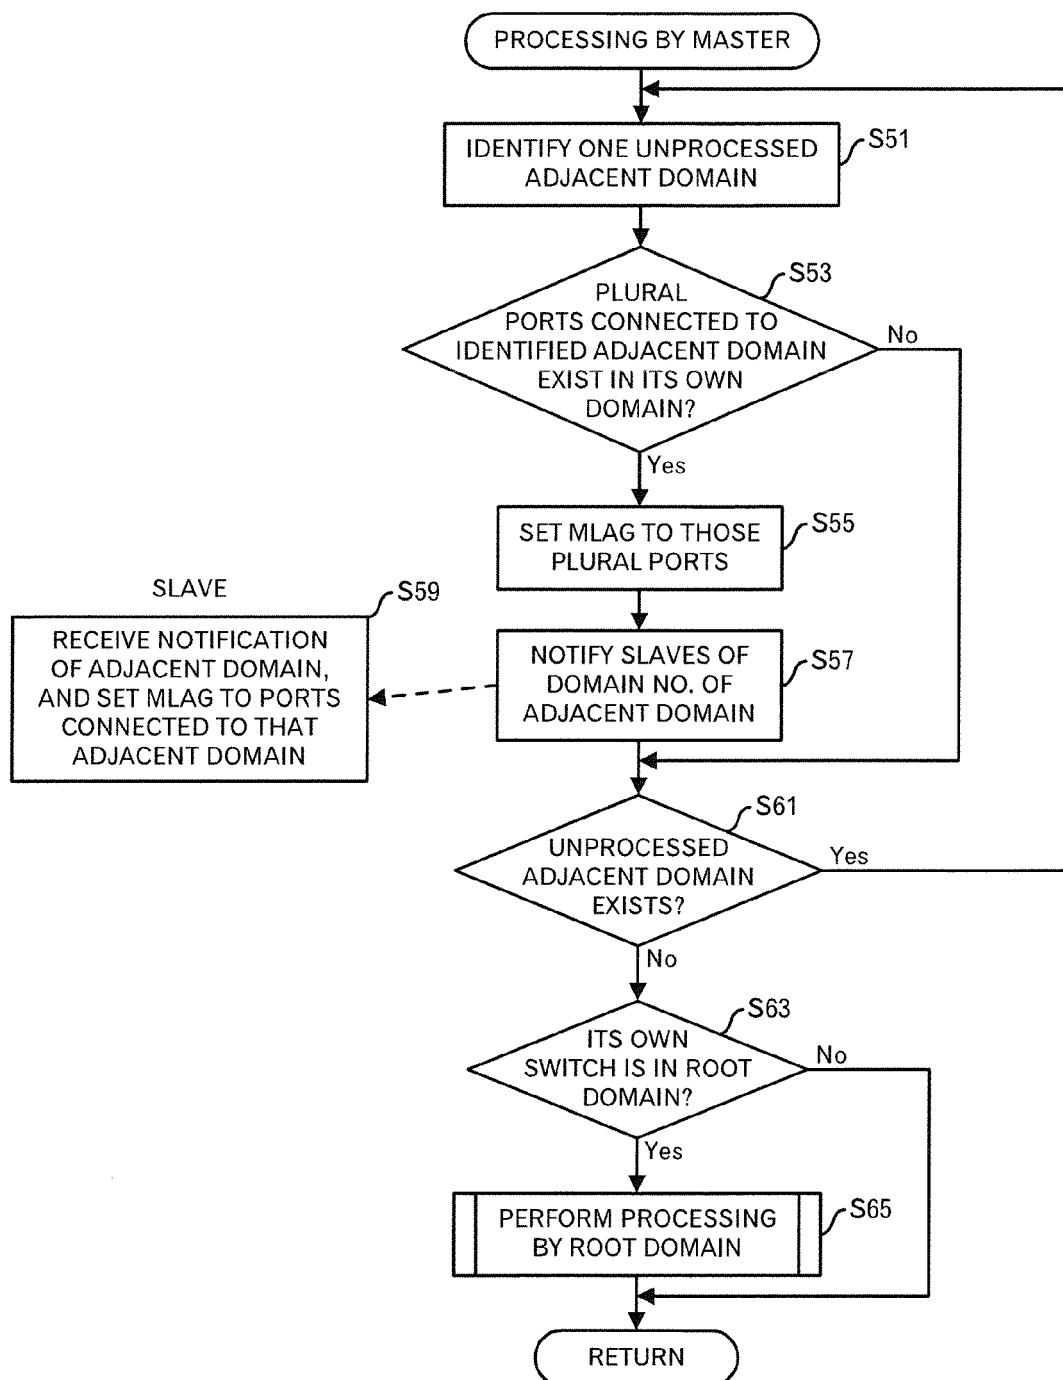 PROCESSING BY MASTER
IDENTIFY ONE UNPROCESSED
ADJACENT DOMAIN
S51
PLURAL
PORTS CONNECTED TO
IDENTIFIED ADJACENT DOMAIN
EXIST IN ITS OWN
DOMAIN?
S53
No
Yes
SET MLAG TO THOSE
PLURAL PORTS
S55
SLAVE
S59
RECEIVE NOTIFICATION
OF ADJACENT DOMAIN,
AND SET MLAG TO PORTS
CONNECTED TO THAT
ADJACENT DOMAIN
NOTIFY SLAVES OF
DOMAIN NO. OF
ADJACENT DOMAIN
S57
UNPROCESSED
ADJACENT DOMAIN
EXISTS?
S61
Yes
No
ITS OWN
SWITCH IS IN ROOT
DOMAIN?
S63
No
Yes
PERFORM PROCESSING
BY ROOT DOMAIN
S65
RETURN